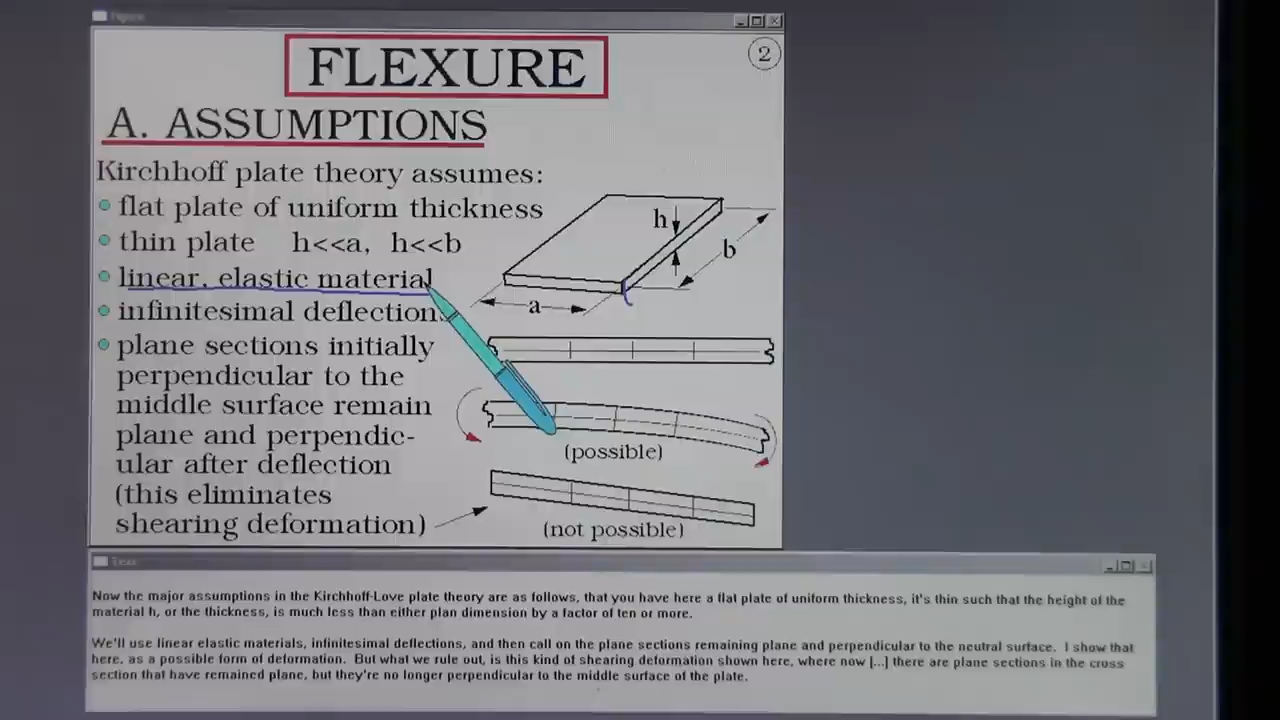 Figure
FLEXURE
2
A. ASSUMPTIONS
Kirchhoff plate theory assumes:
flat plate of uniform thickness
thin plate h<<a, h<<b
linear, elastic material
infinitesimal deflection
plane sections initially
perpendicular to the
middle surface remain
plane and perpendic-
ular after deflection
(this eliminates
shearing deformation)
h
b
a
(possible)
(not possible)
Text
Now the major assumptions in the Kirchhoff-Love plate theory are as follows, that you have here a flat plate of uniform thickness, it's thin such that the height of the
material h, or the thickness, is much less than either plan dimension by a factor of ten or more.
We'll use linear elastic materials, infinitesimal deflections, and then call on the plane sections remaining plane and perpendicular to the neutral surface. I show that
here, as a possible form of deformation. But what we rule out, is this kind of shearing deformation shown here, where now [...] there are plane sections in the cross
section that have remained plane, but they're no longer perpendicular to the middle surface of the plate.